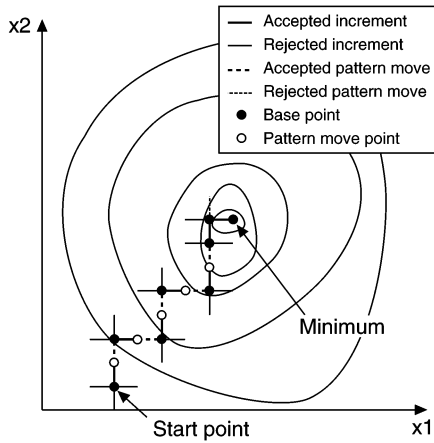 x2
Accepted increment
Rejected increment
Accepted pattern move
Rejected pattern move
Base point
Pattern move point
Minimum
Start point
x1